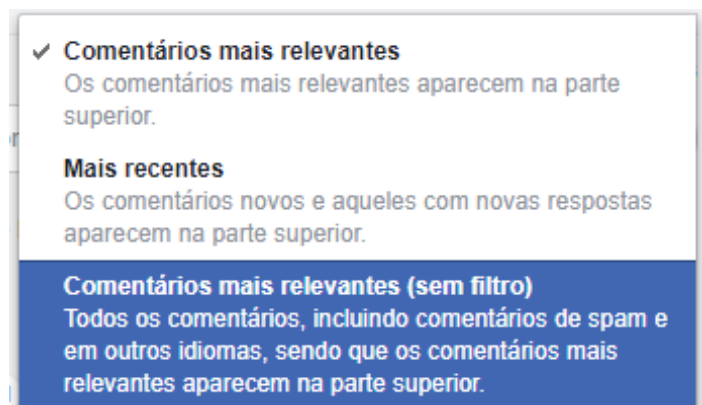 Comentários mais relevantes
Os comentários mais relevantes aparecem na parte
superior.
Mais recentes
Os comentários novos e aqueles com novas respostas
aparecem na parte superior.
Comentários mais relevantes (sem filtro)
Todos os comentários, incluindo comentários de spam e
em outros idiomas, sendo que os comentários mais
relevantes aparecem na parte superior.